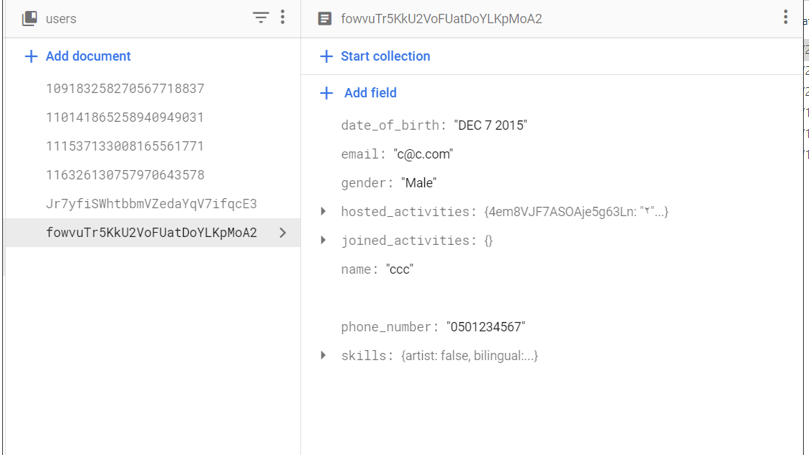 users
Add document
109183258270567718837
110141865258940949031
111537133008165561771
116326130757970643578
Jr7yfiSWhtbbmVZedaYqV7ifqcE3
fowvuTr5KkU2VoFUatDoYLKpMoA2
fowvuTr5KkU2VoFUatDoYLKpMoA2
Start collection
Add field
date_of_birth: "DEC 7 2015"
email: "c@c.com"
gender: "Male"
hosted_activities: {4em8VJF7ASOAje5g63Ln: "٢"...}
joined_activities: {}
name: "ccc"
phone_number: "0501234567"
skills: {artist: false, bilingual:...}